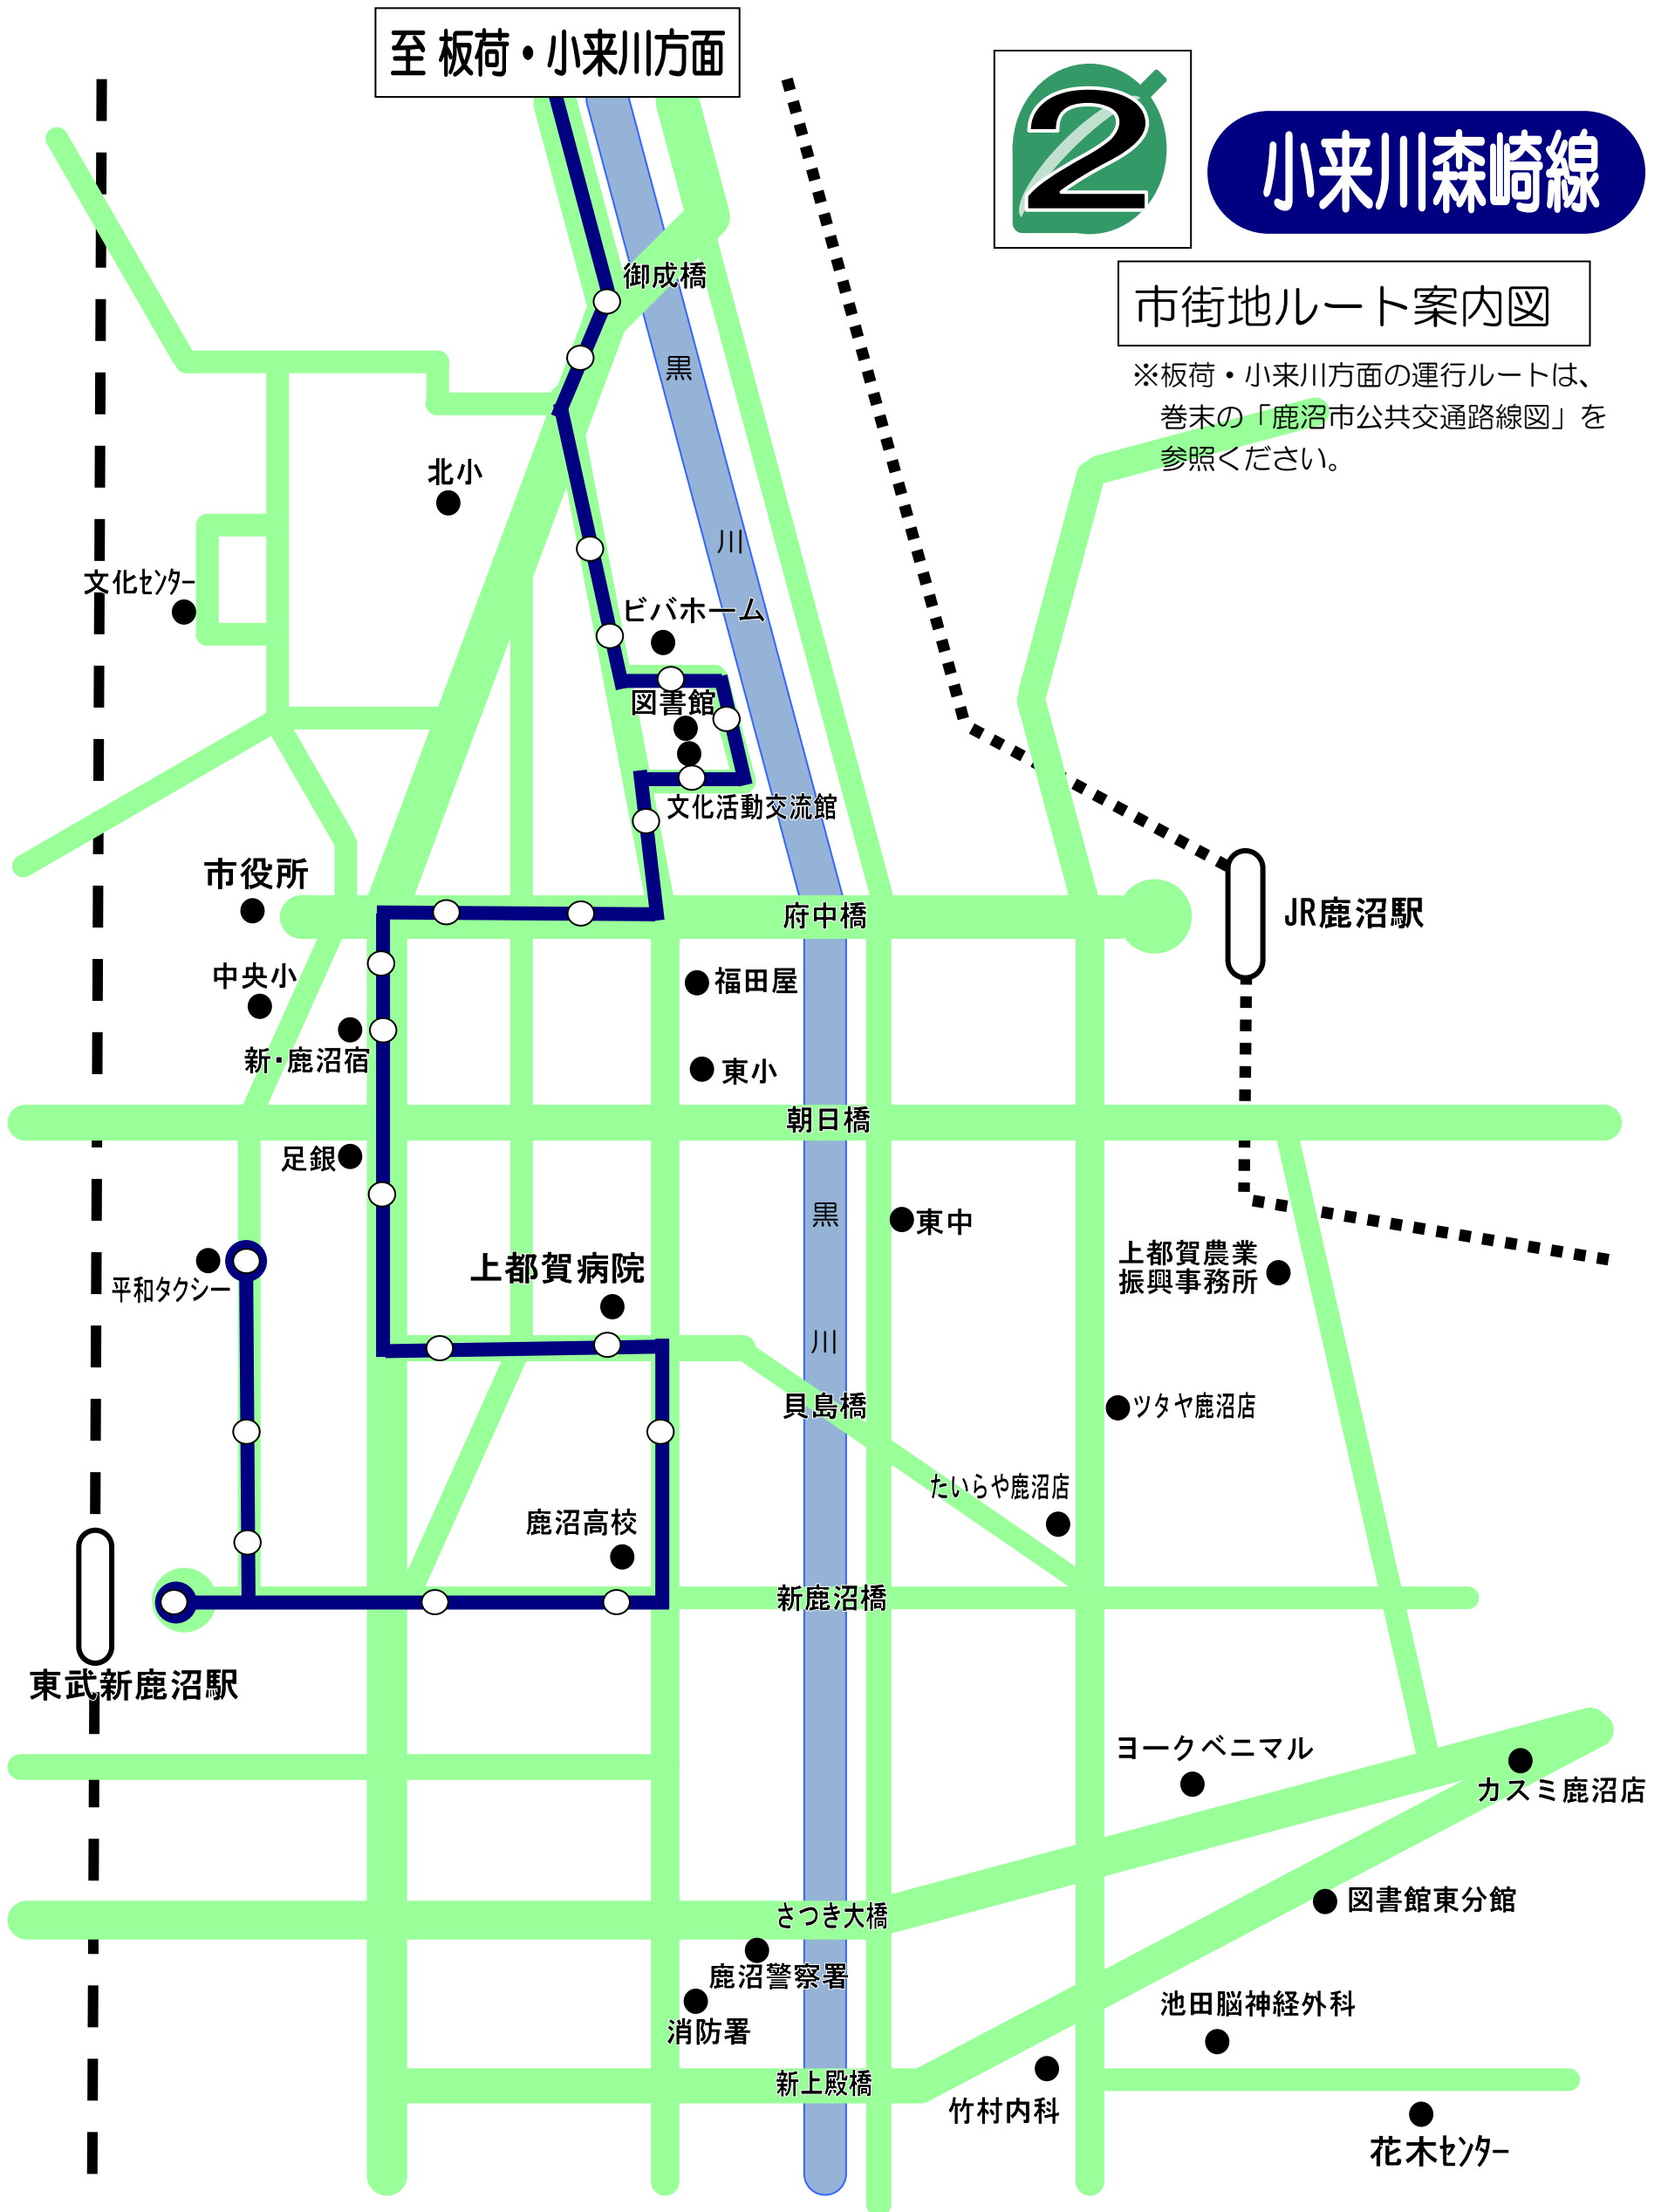 至 板荷・小来川方面
2
小来川森崎線
市街地ルート案内図
※板荷・小来川方面の運行ルートは、
巻末の「鹿沼市公共交通路線図」を
参照ください。
御成橋
黒
北小
川
文化センター
ビバホーム
図書館
文化活動交流館
市役所
府中橋
JR鹿沼駅
中央小
福田屋
新・鹿沼宿
東小
朝日橋
足銀
黒
東中
上都賀農業
振興事務所
上都賀病院
平和タクシー
川
貝島橋
ツタヤ鹿沼店
たいらや鹿沼店
鹿沼高校
新鹿沼橋
東武新鹿沼駅
ヨークベニマル
カスミ鹿沼店
さつき大橋
図書館東分館
鹿沼警察署
消防署
池田脳神経外科
新上殿橋
竹村内科
花木センター